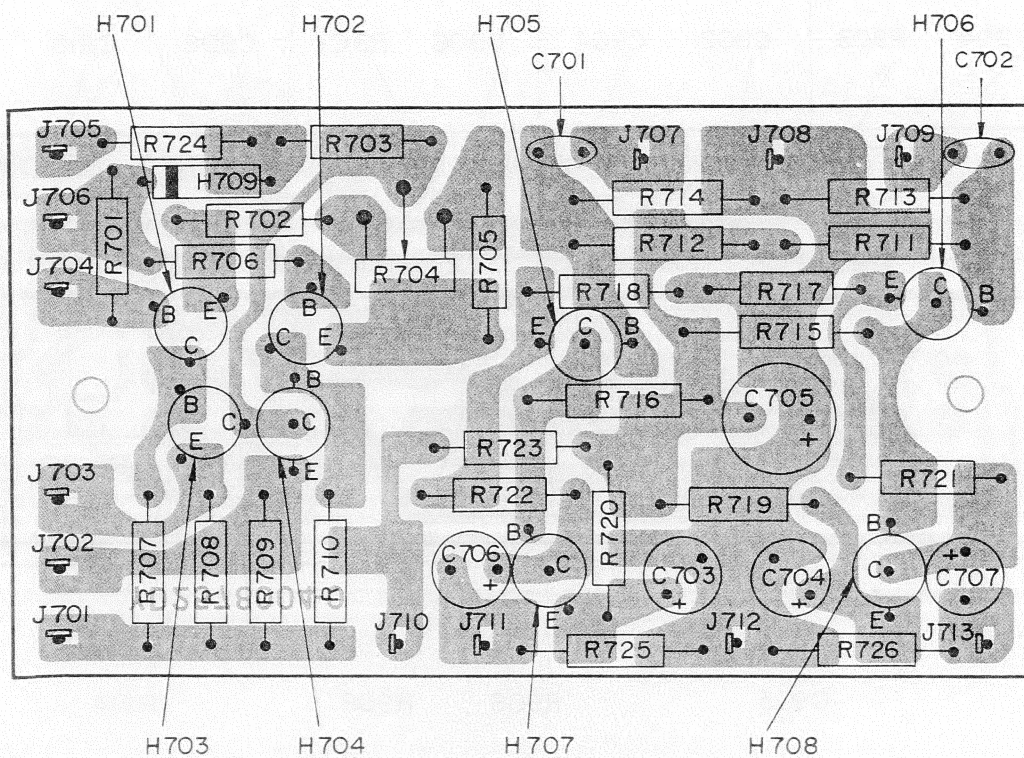 H701 H702 H705 H706
C701 C702
J705 R724 R703 J707 J708 J709
H709
J706 R701 R702 R714 R713
R706 R704 R705 R712 R711
J704 R718 R717 E C B
B E B E C B R715
C C E
B B R716 C705
C C +
E E R723
J703 R722 R720 R719 R721
J702 R707 R708 R709 R710 B B
C706 C C703 C704 C + C707
+ + +
J701 E E
J710 J711 J712 J713
R725 R726
H703 H704 H707 H708